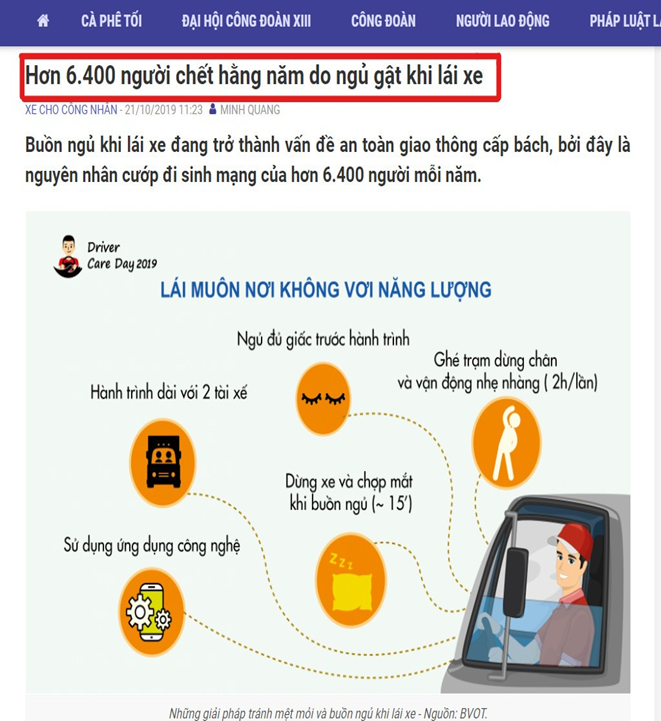 CÀ PHÊ TỐI ĐẠI HỘI CÔNG ĐOÀN XIII CÔNG ĐOÀN NGƯỜI LAO ĐỘNG PHÁP LUẬT
Hơn 6.400 người chết hằng năm do ngủ gật khi lái xe
XE CHO CÔNG NHÂN - 21/10/2019 11:23 MINH QUANG
Buồn ngủ khi lái xe đang trở thành vấn đề an toàn giao thông cấp bách, bởi đây là
nguyên nhân cướp đi sinh mạng của hơn 6.400 người mỗi năm.
Driver
Care Day 2019
LÁI MUÔN NƠI KHÔNG VƠI NĂNG LƯỢNG
Ngủ đủ giấc trước hành trình
Ghé trạm dừng chân
và vận động nhẹ nhàng ( 2h/lần)
Hành trình dài với 2 tài xế
Dừng xe và chợp mắt
khi buồn ngủ (~ 15')
Sử dụng ứng dụng công nghệ
zzz
Những giải pháp tránh mệt mỏi và buồn ngủ khi lái xe - Nguồn: BVOT.